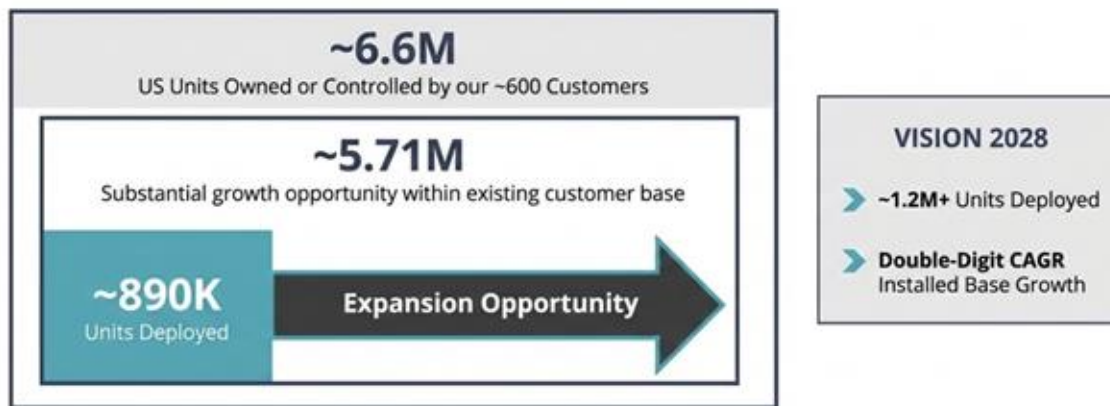 ~6.6M
US Units Owned or Controlled by our ~600 Customers
~5.71M
Substantial growth opportunity within existing customer base
~890K
Units Deployed
Expansion Opportunity
VISION 2028
~1.2M+ Units Deployed
Double-Digit CAGR
Installed Base Growth